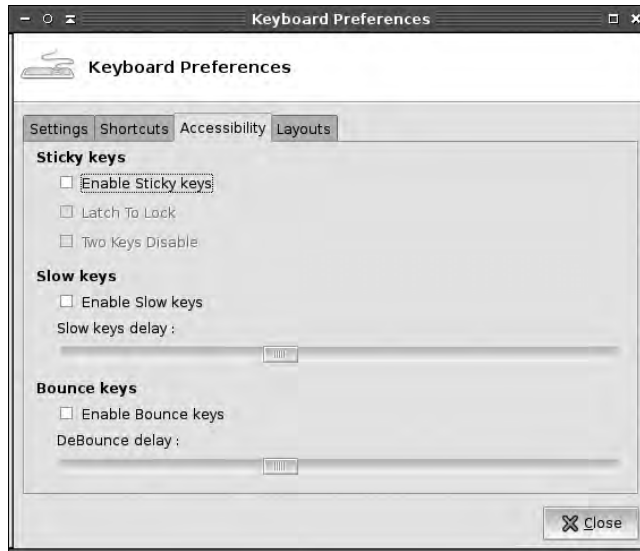 Keyboard Preferences
Keyboard Preferences
Settings Shortcuts Accessibility Layouts
Sticky keys
Enable Sticky keys
Latch To Lock
Two Keys Disable
Slow keys
Enable Slow keys
Slow keys delay :
Bounce keys
Enable Bounce keys
DeBounce delay :
Close